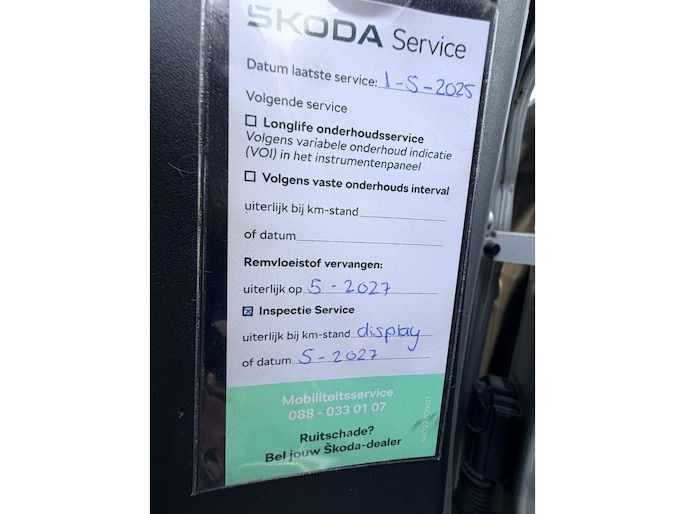 ŠKODA Service
Datum laatste service: 1-5-2025
Volgende service
Longlife onderhoudsservice
Volgens variabele onderhoud indicatie
(VOI) in het instrumentenpaneel
Volgens vaste onderhouds interval
uiterlijk bij km-stand
of datum
Remvloeistof vervangen:
uiterlijk op 5-2027
Inspectie Service
uiterlijk bij km-stand display
of datum 5-2027
Mobiliteitsservice
088 - 033 01 07
Ruitschade?
Bel jouw Škoda-dealer